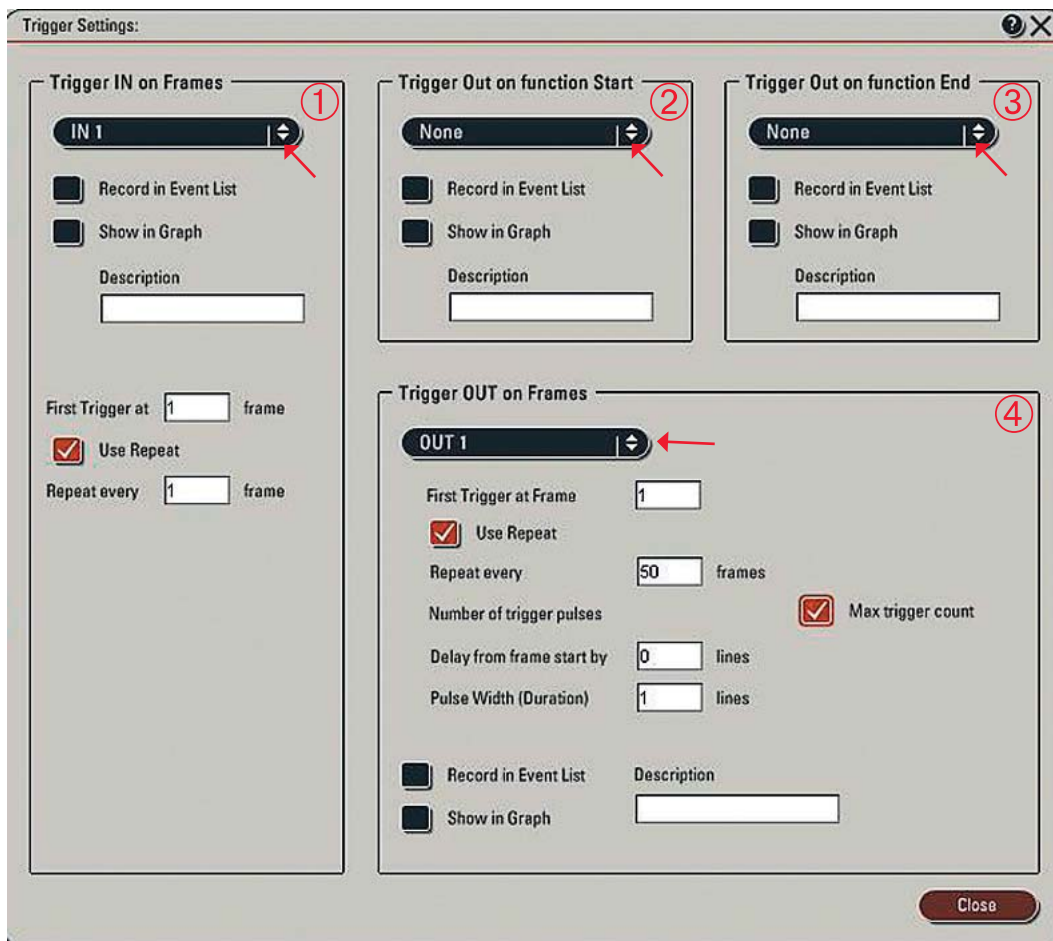 Trigger Settings:
Trigger IN on Frames
①
IN 1
Record in Event List
Show in Graph
Description
First Trigger at 1 frame
Use Repeat
Repeat every 1 frame
Trigger Out on function Start
②
None
Record in Event List
Show in Graph
Description
Trigger Out on function End
③
None
Record in Event List
Show in Graph
Description
Trigger OUT on Frames
④
OUT 1
First Trigger at Frame 1
Use Repeat
Repeat every 50 frames
Number of trigger pulses
Max trigger count
Delay from frame start by 0 lines
Pulse Width (Duration) 1 lines
Record in Event List
Description
Show in Graph
Close